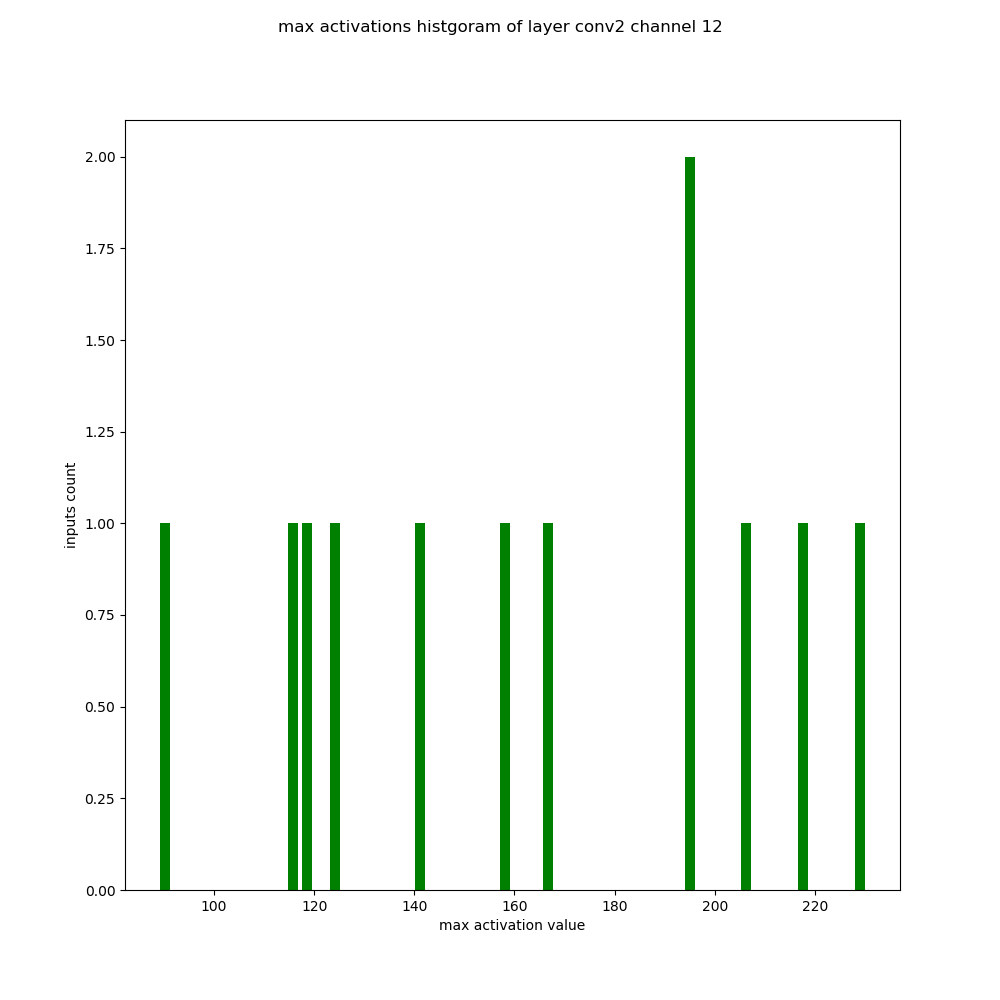 max activations histgoram of layer conv2 channel 12
2.00
1.75
1.50
1.25
1.00
0.75
0.50
0.25
0.00
inputs count
100 120 140 160 180 200 220
max activation value